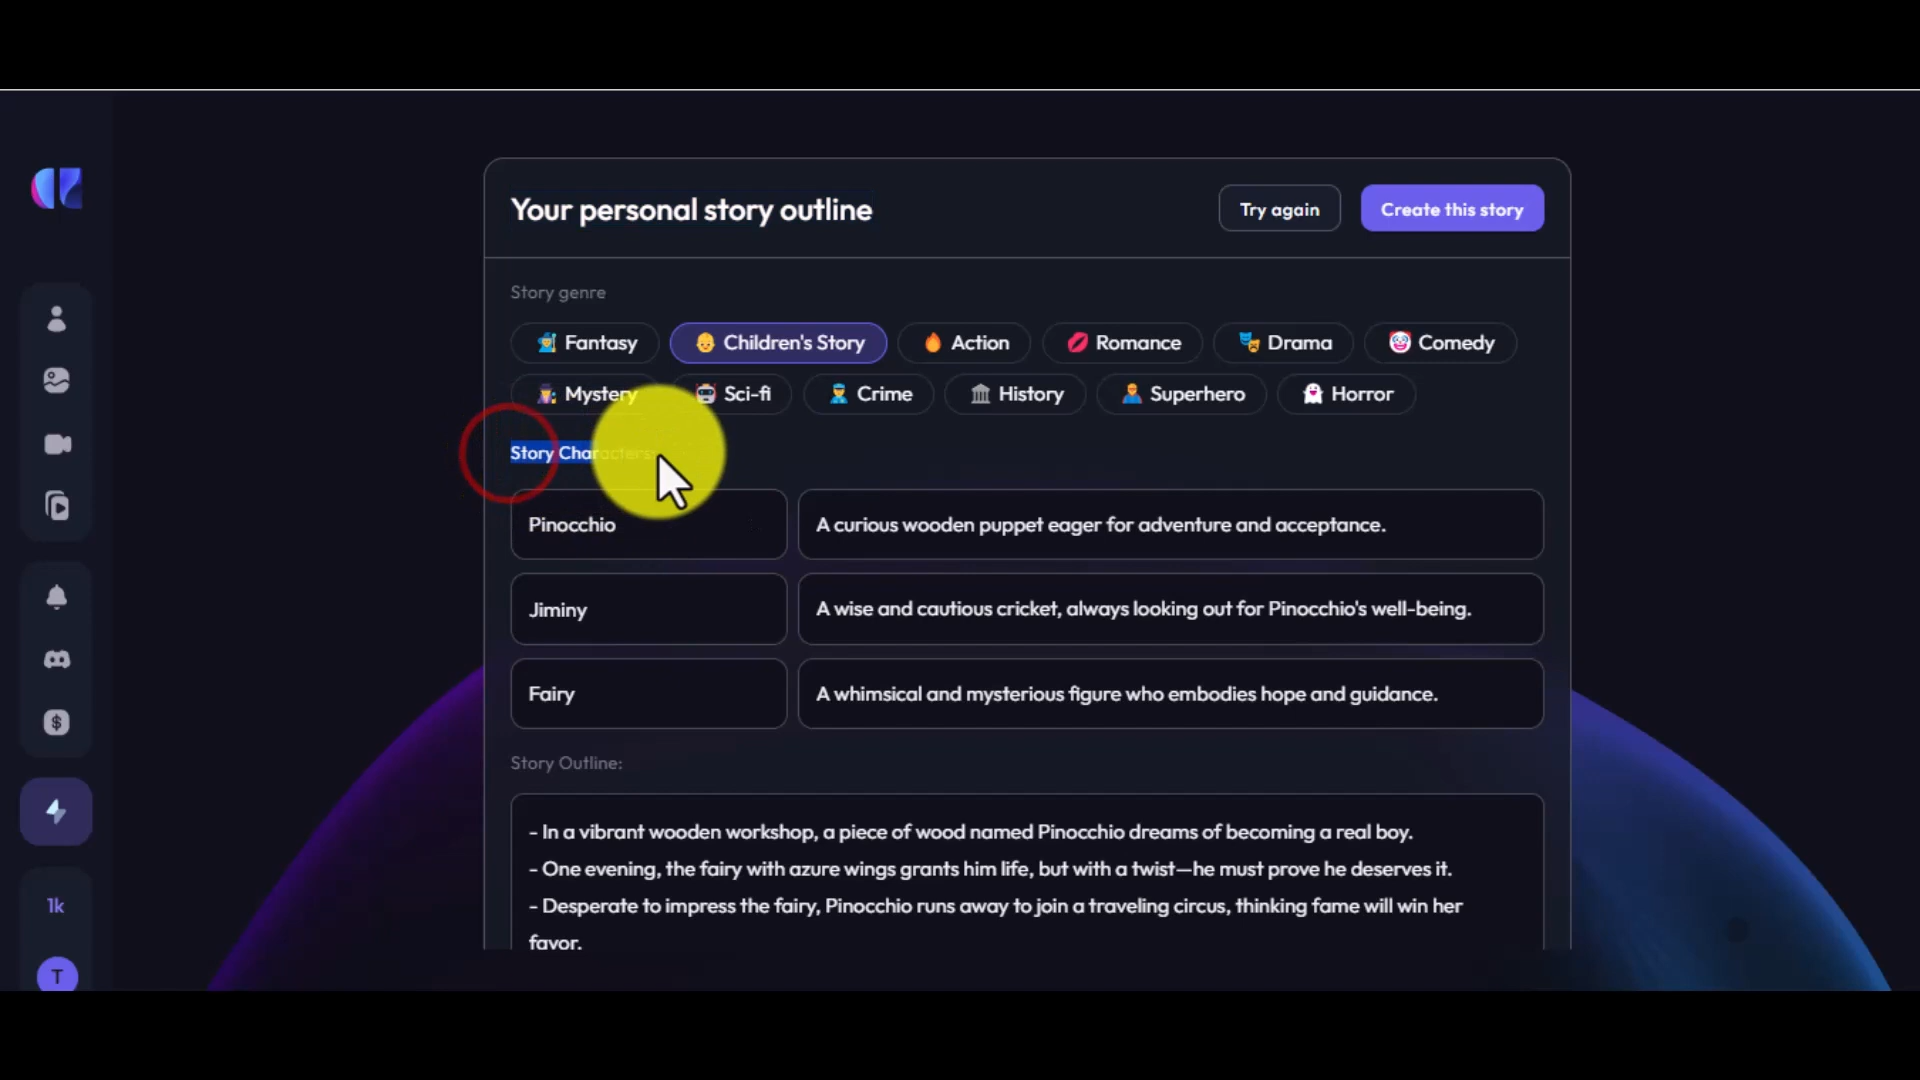 Your personal story outline
Try again
Create this story
Story genre
Fantasy
Children's Story
Action
Romance
Drama
Comedy
Mystery
Sci-fi
Crime
History
Superhero
Horror
Story Characters
Pinocchio
A curious wooden puppet eager for adventure and acceptance.
Jiminy
A wise and cautious cricket, always looking out for Pinocchio's well-being.
Fairy
A whimsical and mysterious figure who embodies hope and guidance.
Story Outline:
- In a vibrant wooden workshop, a piece of wood named Pinocchio dreams of becoming a real boy.
- One evening, the fairy with azure wings grants him life, but with a twist—he must prove he deserves it.
- Desperate to impress the fairy, Pinocchio runs away to join a traveling circus, thinking fame will win her
favor.
1k
T